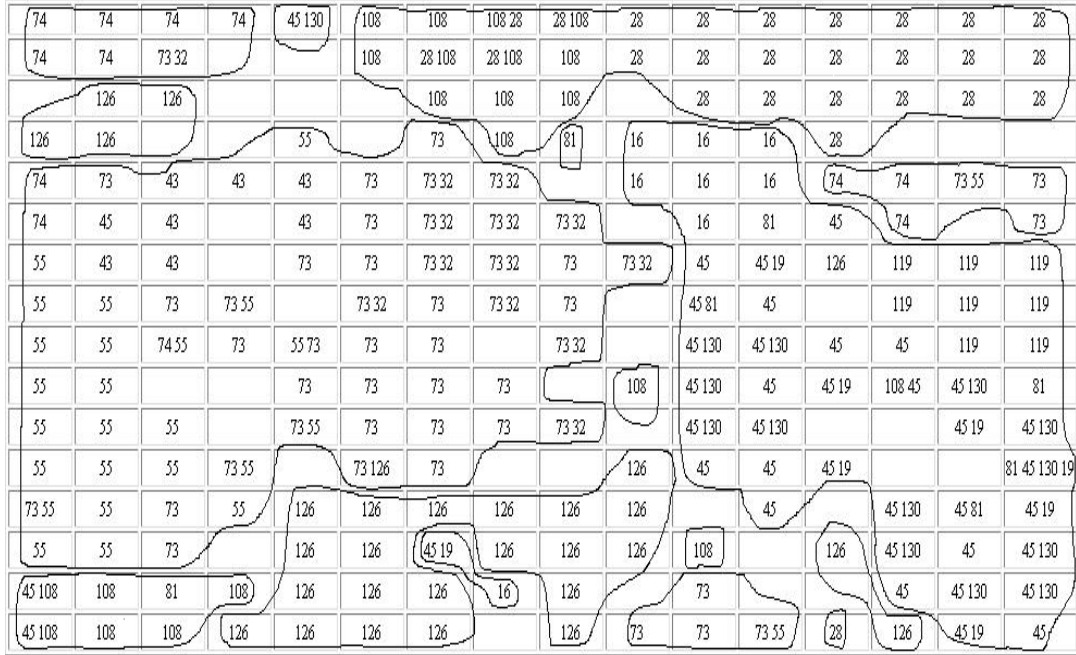 74 74 74 74 45 130 108 108 108 28 28 108 28 28 28 28 28 28 28
74 74 73 32 108 28 108 28 108 108 28 28 28 28 28 28 28
126 126 108 108 108 28 28 28 28 28 28
126 126 55 73 108 81 16 16 16 28
74 73 43 43 43 73 73 32 73 32 16 16 16 74 74 73 55 73
74 45 43 43 73 73 32 73 32 73 32 16 81 45 74 73
55 43 43 73 73 73 32 73 32 73 73 32 45 45 19 126 119 119 119
55 55 73 73 55 73 32 73 73 32 73 45 81 45 119 119 119
55 55 74 55 73 55 73 73 73 73 32 45 130 45 130 45 45 119 119
55 55 73 73 73 73 108 45 130 45 45 19 108 45 45 130 81
55 55 55 73 55 73 73 73 73 32 45 130 45 130 45 19 45 130
55 55 55 73 55 73 126 73 126 45 45 45 19 81 45 130 19
73 55 55 73 55 126 126 126 126 126 126 45 45 130 45 81 45 19
55 55 73 126 126 45 19 126 126 126 108 126 45 130 45 45 130
45 108 108 81 108 126 126 126 16 126 73 45 45 130 45 130
45 108 108 108 126 126 126 126 126 73 73 73 55 28 126 45 19 45